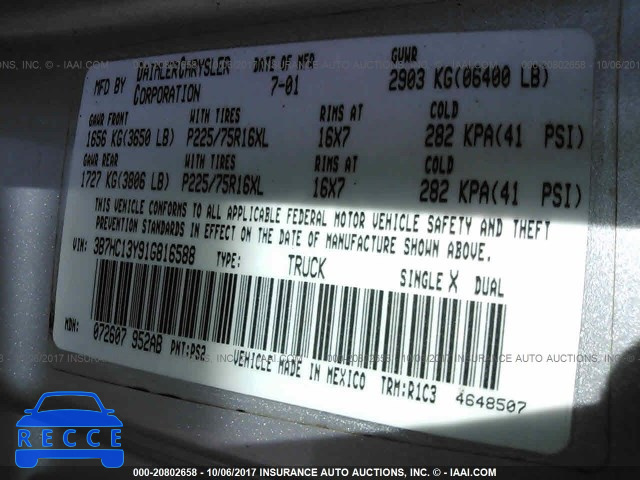 MFD BY DAIMLERCHRYSLER CORPORATION DATE OF MFR 7-01 GVWR 2903 KG(06400 LB)
GAWR FRONT WITH TIRES RIMS AT COLD
1656 KG(3650 LB) P225/75R16XL 16X7 282 KPA(41 PSI)
GAWR REAR WITH TIRES RIMS AT COLD
1727 KG(3806 LB) P225/75R16XL 16X7 282 KPA(41 PSI)
THIS VEHICLE CONFORMS TO ALL APPLICABLE FEDERAL MOTOR VEHICLE SAFETY AND THEFT
PREVENTION STANDARDS IN EFFECT ON THE DATE OF MANUFACTURE SHOWN ABOVE.
VIN: 3B7HC13Y91G816588 TYPE: TRUCK SINGLE X DUAL
MDH: 072607 952AB PNT:PS2 VEHICLE MADE IN MEXICO TRM:R1C3 4648507
RECCE
000-20802658 - 10/06/2017 INSURANCE AUTO AUCTIONS, INC. - © - IAAI.COM